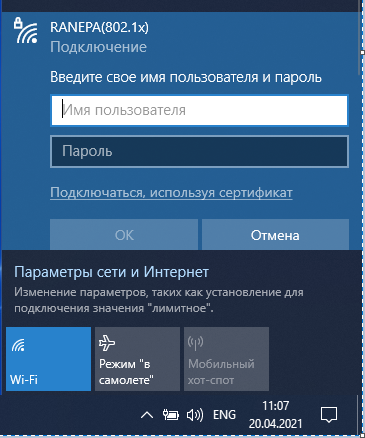 RANEPA(802.1x)
Подключение
Введите свое имя пользователя и пароль
Имя пользователя
Пароль
Подключаться, используя сертификат
OK
Отмена
Параметры сети и Интернет
Изменение параметров, таких как установление для
подключения значения "лимитное".
Wi-Fi
Режим "в
самолете"
Мобильный
хот-спот
ENG
11:07
20.04.2021